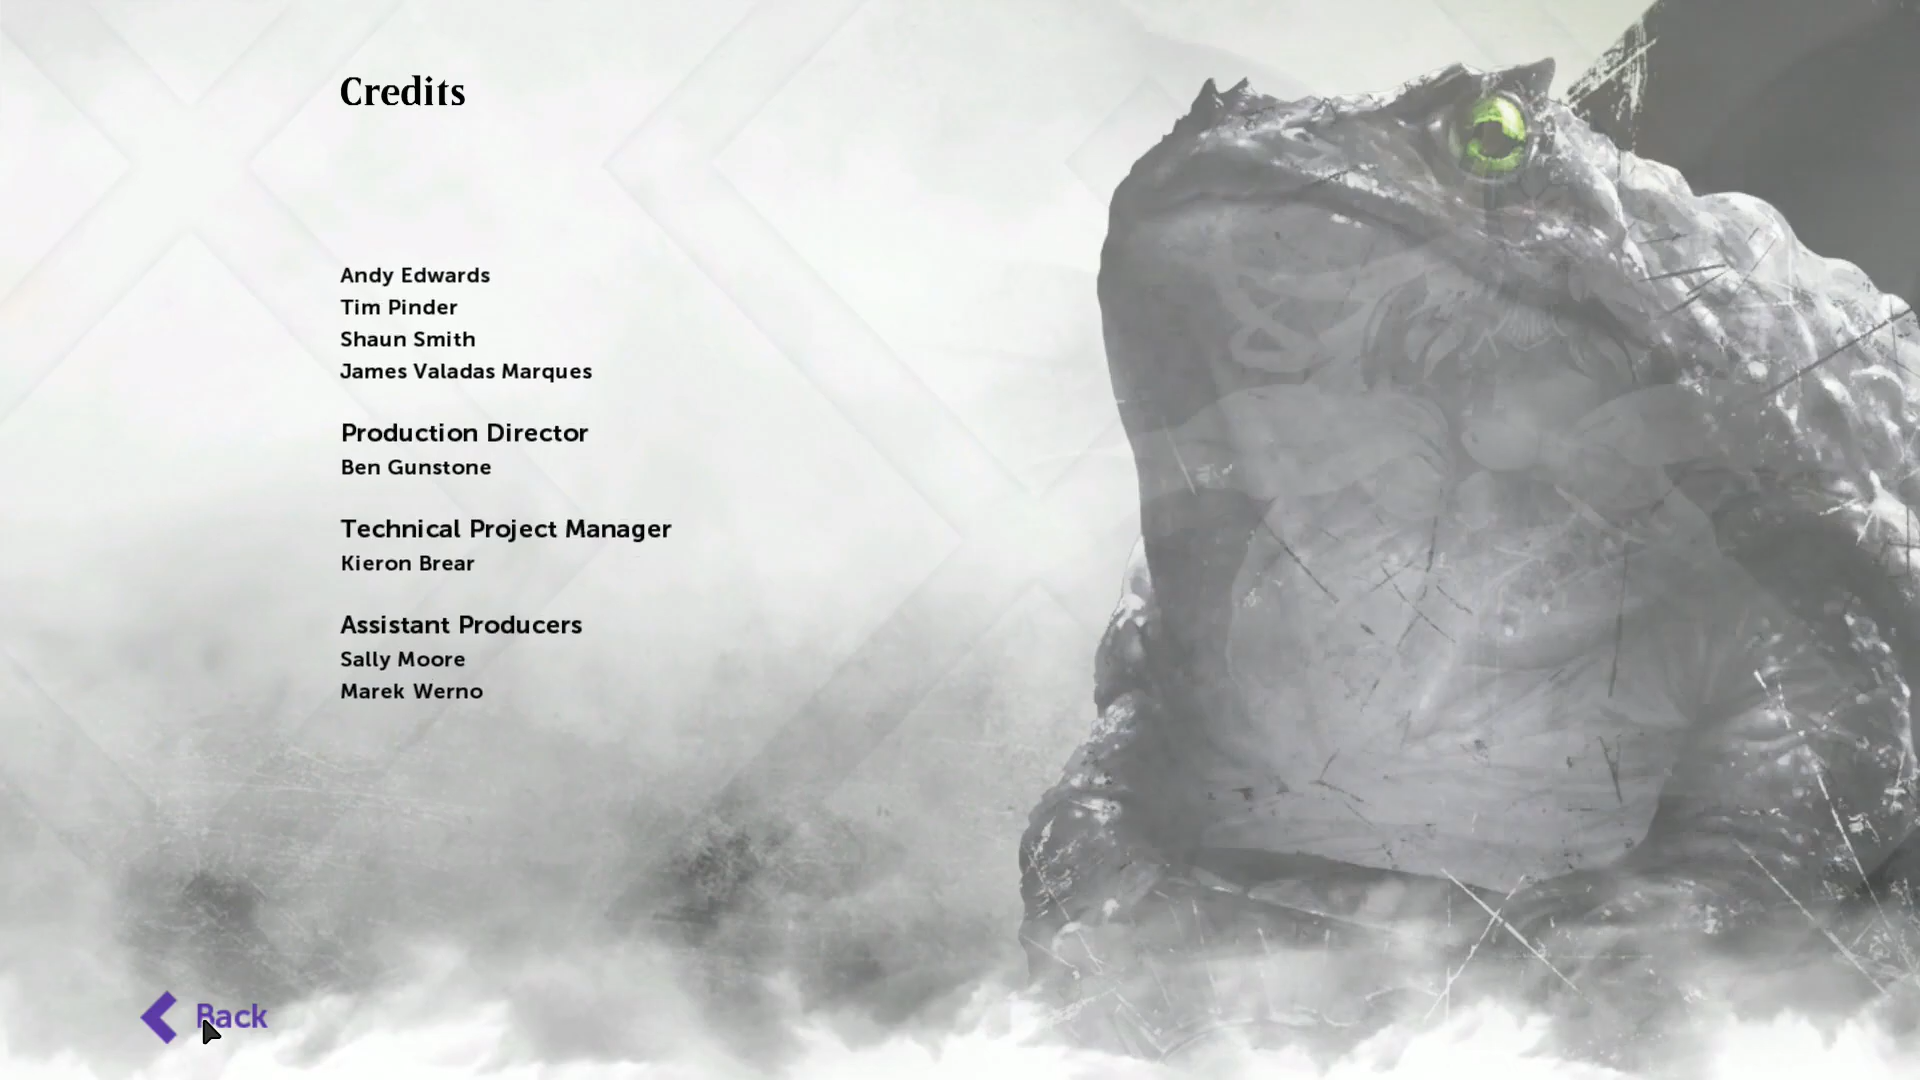 Credits
Andy Edwards
Tim Pinder
Shaun Smith
James Valadas Marques
Production Director
Ben Gunstone
Technical Project Manager
Kieron Brear
Assistant Producers
Sally Moore
Marek Werno
Back